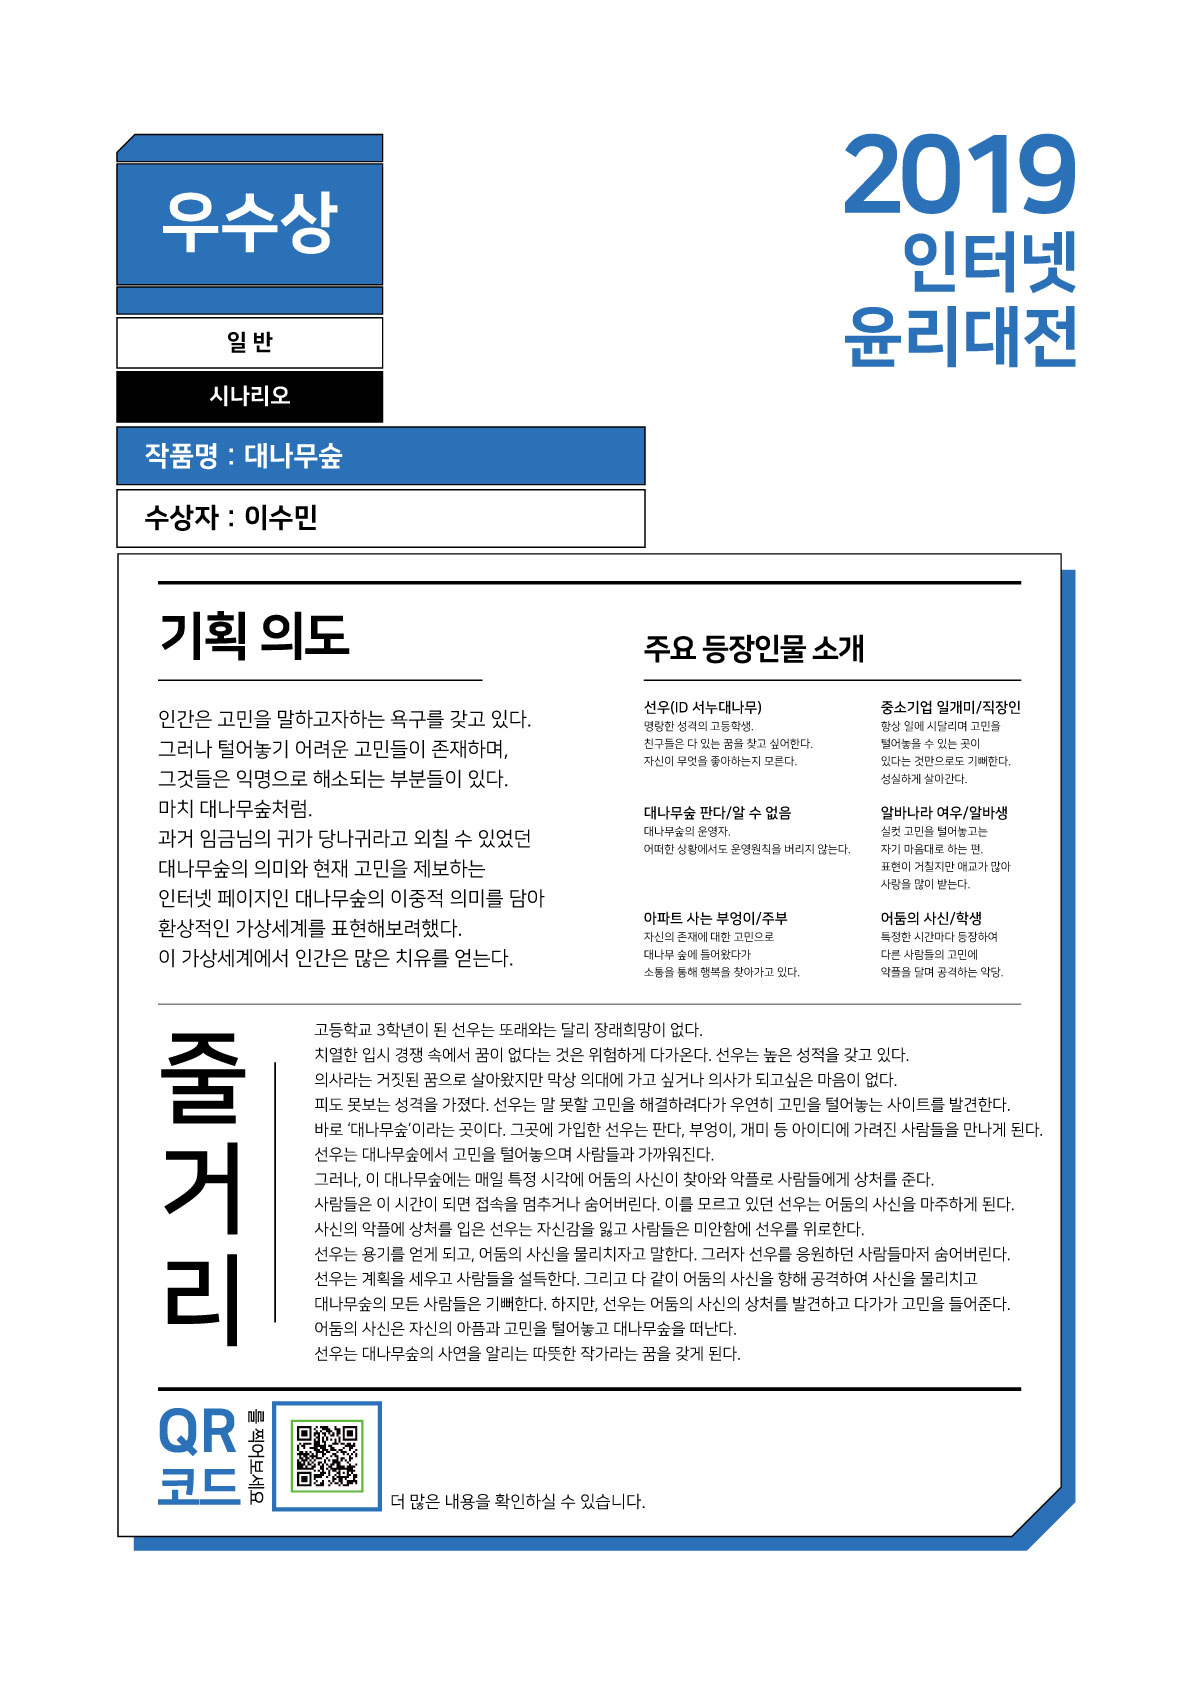 우수상
일 반
시나리오
작품명 : 대나무숲
수상자 : 이수민
2019
인터넷
윤리대전
기획 의도
인간은 고민을 말하고자하는 욕구를 갖고 있다.
그러나 털어놓기 어려운 고민들이 존재하며,
그것들은 익명으로 해소되는 부분들이 있다.
마치 대나무숲처럼.
과거 임금님의 귀가 당나귀라고 외칠 수 있었던
대나무숲의 의미와 현재 고민을 제보하는
인터넷 페이지인 대나무숲의 이중적 의미를 담아
환상적인 가상세계를 표현해보려했다.
이 가상세계에서 인간은 많은 치유를 얻는다.
주요 등장인물 소개
선우(ID 서누대나무)
명랑한 성격의 고등학생.
친구들은 다 있는 꿈을 찾고 싶어한다.
자신이 무엇을 좋아하는지 모른다.
중소기업 일개미/직장인
항상 일에 시달리며 고민을
털어놓을 수 있는 곳이
있다는 것만으로도 기뻐한다.
성실하게 살아간다.
대나무숲 판다/알 수 없음
대나무숲의 운영자.
어떠한 상황에서도 운영원칙을 버리지 않는다.
알바나라 여우/알바생
실컷 고민을 털어놓고는
자기 마음대로 하는 편.
표현이 거칠지만 애교가 많아
사랑을 많이 받는다.
아파트 사는 부엉이/주부
자신의 존재에 대한 고민으로
대나무 숲에 들어왔다가
소통을 통해 행복을 찾아가고 있다.
어둠의 사신/학생
특정한 시간마다 등장하여
다른 사람들의 고민에
악플을 달며 공격하는 악당.
줄거리
고등학교 3학년이 된 선우는 또래와는 달리 장래희망이 없다.
치열한 입시 경쟁 속에서 꿈이 없다는 것은 위험하게 다가온다. 선우는 높은 성적을 갖고 있다.
의사라는 거짓된 꿈으로 살아왔지만 막상 의대에 가고 싶거나 의사가 되고싶은 마음이 없다.
피도 못보는 성격을 가졌다. 선우는 말 못할 고민을 해결하려다가 우연히 고민을 털어놓는 사이트를 발견한다.
바로 ‘대나무숲’이라는 곳이다. 그곳에 가입한 선우는 판다, 부엉이, 개미 등 아이디에 가려진 사람들을 만나게 된다.
선우는 대나무숲에서 고민을 털어놓으며 사람들과 가까워진다.
그러나, 이 대나무숲에는 매일 특정 시각에 어둠의 사신이 찾아와 악플로 사람들에게 상처를 준다.
사람들은 이 시간이 되면 접속을 멈추거나 숨어버린다. 이를 모르고 있던 선우는 어둠의 사신을 마주하게 된다.
사신의 악플에 상처를 입은 선우는 자신감을 잃고 사람들은 미안함에 선우를 위로한다.
선우는 용기를 얻게 되고, 어둠의 사신을 물리치자고 말한다. 그러자 선우를 응원하던 사람들마저 숨어버린다.
선우는 계획을 세우고 사람들을 설득한다. 그리고 다 같이 어둠의 사신을 향해 공격하여 사신을 물리치고
대나무숲의 모든 사람들은 기뻐한다. 하지만, 선우는 어둠의 사신의 상처를 발견하고 다가가 고민을 들어준다.
어둠의 사신은 자신의 아픔과 고민을 털어놓고 대나무숲을 떠난다.
선우는 대나무숲의 사연을 알리는 따뜻한 작가라는 꿈을 갖게 된다.
QR
코드
를 찍어보세요
더 많은 내용을 확인하실 수 있습니다.